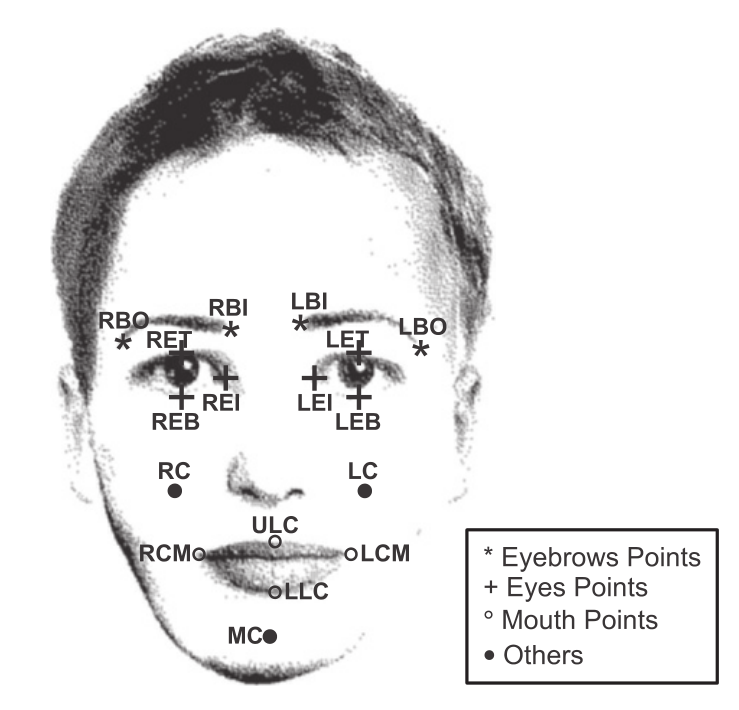 LBI
RBI
RBO
LBO
RET
LET
REI
LEI
REB
LEB
RC
LC
ULC
RCM
LCM
LLC
MC
* Eyebrows Points
+ Eyes Points
° Mouth Points
• Others